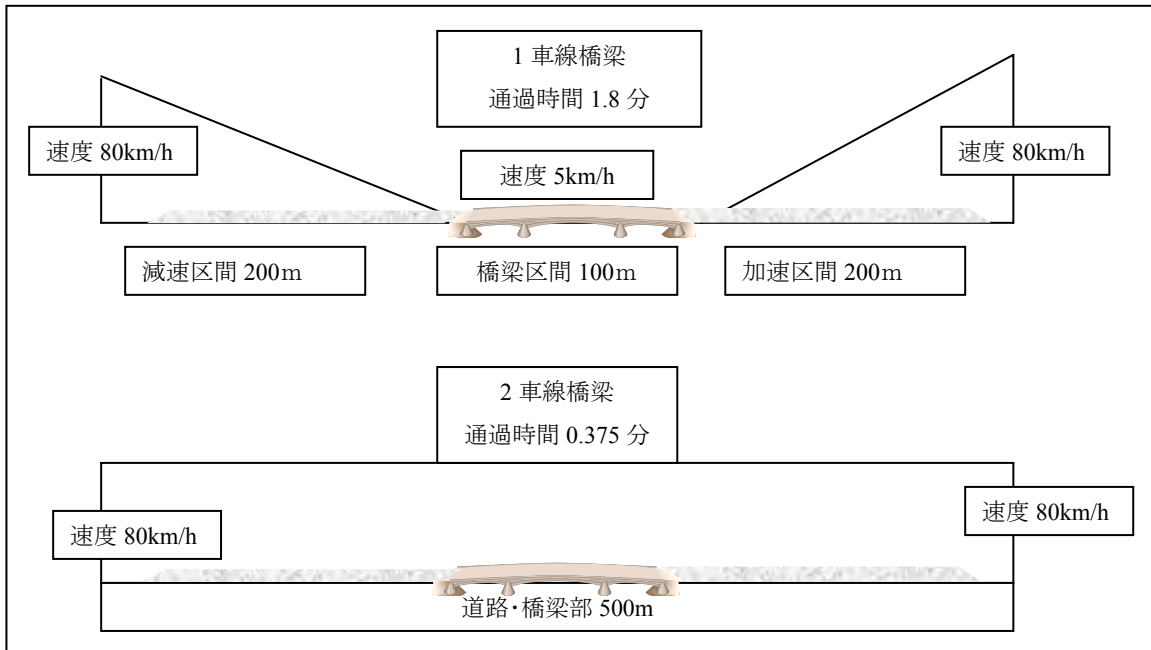 1 車線橋梁
通過時間 1.8 分
速度 80km/h
速度 80km/h
速度 5km/h
減速区間 200m
橋梁区間 100m
加速区間 200m
2 車線橋梁
通過時間 0.375 分
速度 80km/h
速度 80km/h
道路・橋梁部 500m